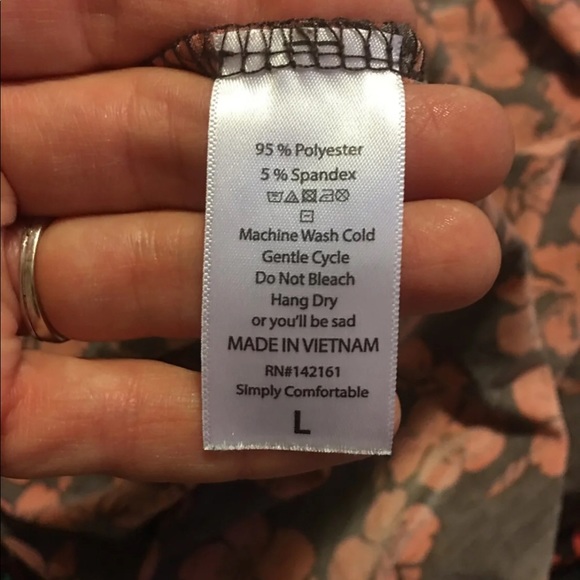 95 % Polyester
5 % Spandex
Machine Wash Cold
Gentle Cycle
Do Not Bleach
Hang Dry
or you'll be sad
MADE IN VIETNAM
RN#142161
Simply Comfortable
L